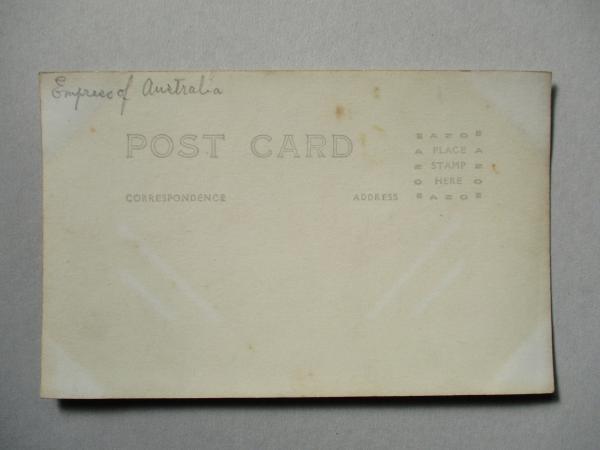 Empress of Australia
POST CARD
CORRESPONDENCE
ADDRESS
AZO
PLACE
STAMP
HERE
AZO